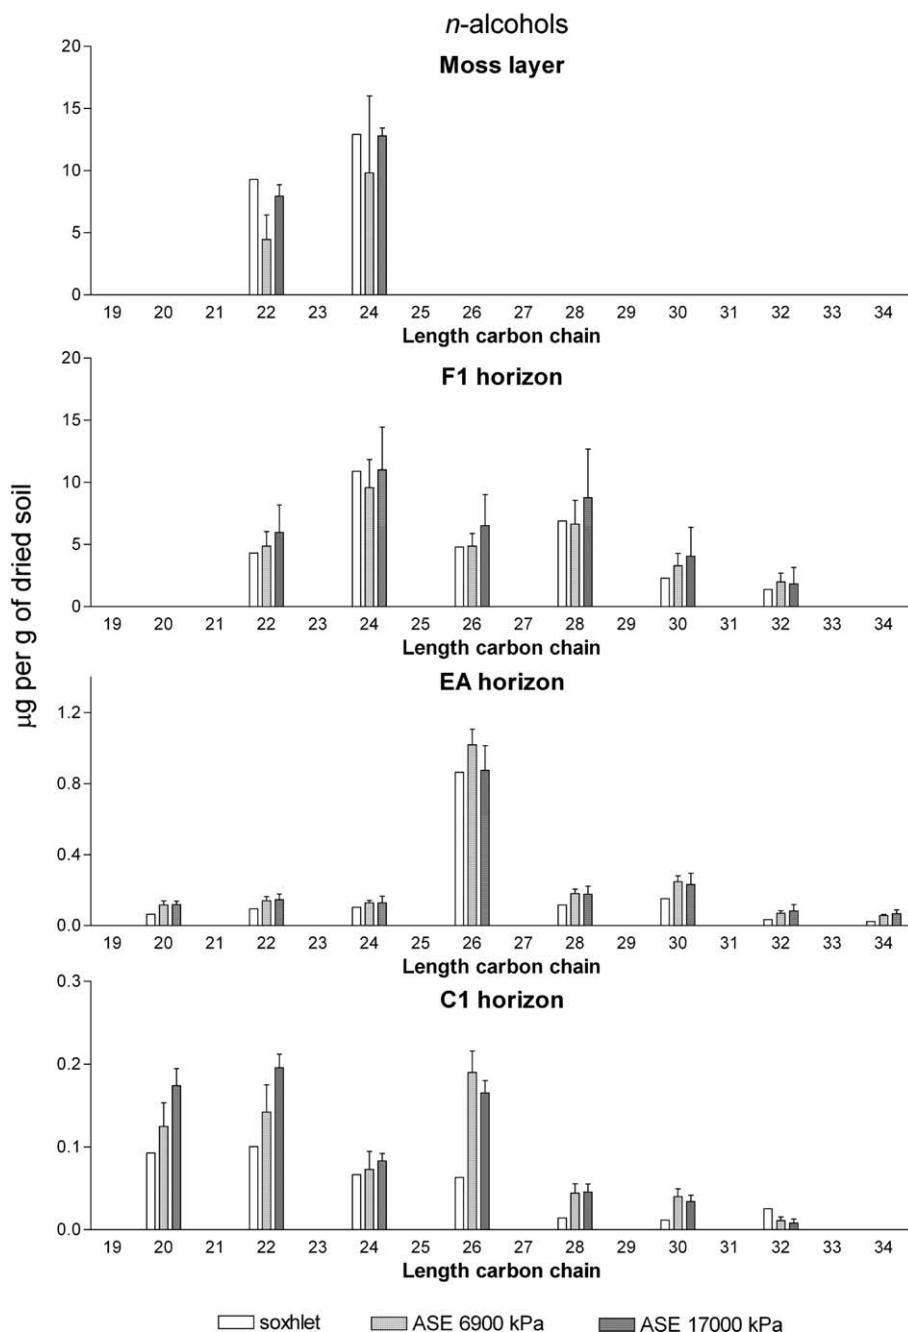 n-alcohols
Moss layer
20
15
10
5
0
19 20 21 22 23 24 25 26 27 28 29 30 31 32 33 34
Length carbon chain
F1 horizon
20
15
10
5
0
19 20 21 22 23 24 25 26 27 28 29 30 31 32 33 34
Length carbon chain
µg per g of dried soil
EA horizon
1.2
0.8
0.4
0.0
19 20 21 22 23 24 25 26 27 28 29 30 31 32 33 34
Length carbon chain
C1 horizon
0.3
0.2
0.1
0.0
19 20 21 22 23 24 25 26 27 28 29 30 31 32 33 34
Length carbon chain
soxhlet ASE 6900 kPa ASE 17000 kPa